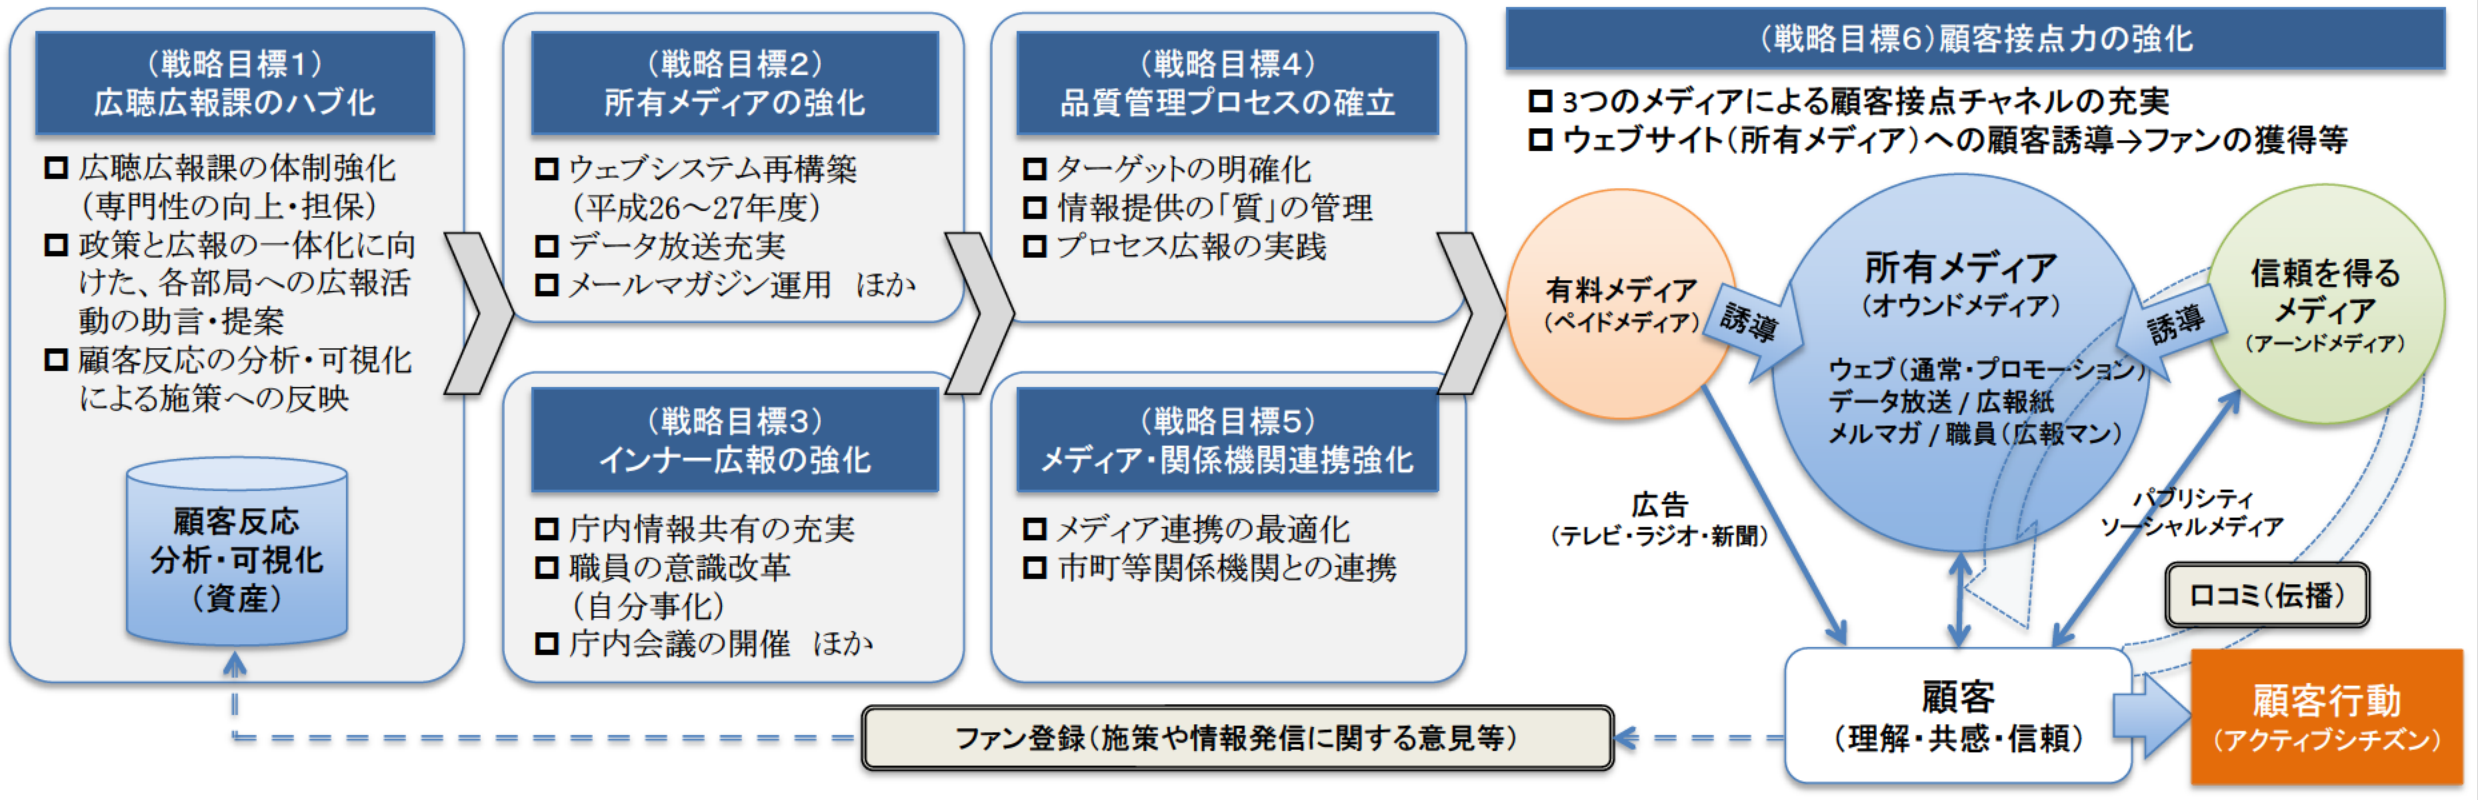 （戦略目標１）
広聴広報課のハブ化
広聴広報課の体制強化
（専門性の向上・担保）
政策と広報の一体化に向
けた、各部局への広報活
動の助言・提案
顧客反応の分析・可視化
による施策への反映
顧客反応
分析・可視化
（資産）
（戦略目標２）
所有メディアの強化
ウェブシステム再構築
（平成26～27年度）
データ放送充実
メールマガジン運用　ほか
（戦略目標３）
インナー広報の強化
庁内情報共有の充実
職員の意識改革
（自分事化）
庁内会議の開催　ほか
（戦略目標４）
品質管理プロセスの確立
ターゲットの明確化
情報提供の「質」の管理
プロセス広報の実践
（戦略目標５）
メディア・関係機関連携強化
メディア連携の最適化
市町等関係機関との連携
（戦略目標６）顧客接点力の強化
3つのメディアによる顧客接点チャネルの充実
ウェブサイト（所有メディア）への顧客誘導→ファンの獲得等
有料メディア
（ペイドメディア）
誘導
所有メディア
（オウンドメディア）
ウェブ（通常・プロモーション）
データ放送 / 広報紙
メルマガ / 職員（広報マン）
誘導
信頼を得る
メディア
（アーンドメディア）
広告
（テレビ・ラジオ・新聞）
パブリシティ
ソーシャルメディア
口コミ（伝播）
顧客
（理解・共感・信頼）
顧客行動
（アクティブシチズン）
ファン登録（施策や情報発信に関する意見等）